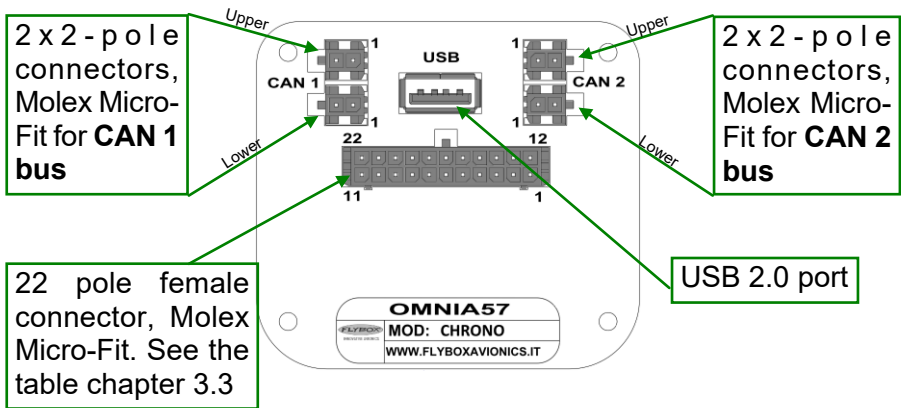 2 x 2 - p o l e
connectors,
Molex Micro-
Fit for CAN 1
bus
Upper
Lower
1
CAN 1
1
22
USB
1
CAN 2
1
12
11
1
Upper
Lower
2 x 2 - p o l e
connectors,
Molex Micro-
Fit for CAN 2
bus
22 pole female
connector, Molex
Micro-Fit. See the
table chapter 3.3
USB 2.0 port
OMNIA57
FLYBOX
MOD: CHRONO
WWW.FLYBOXAVIONICS.IT